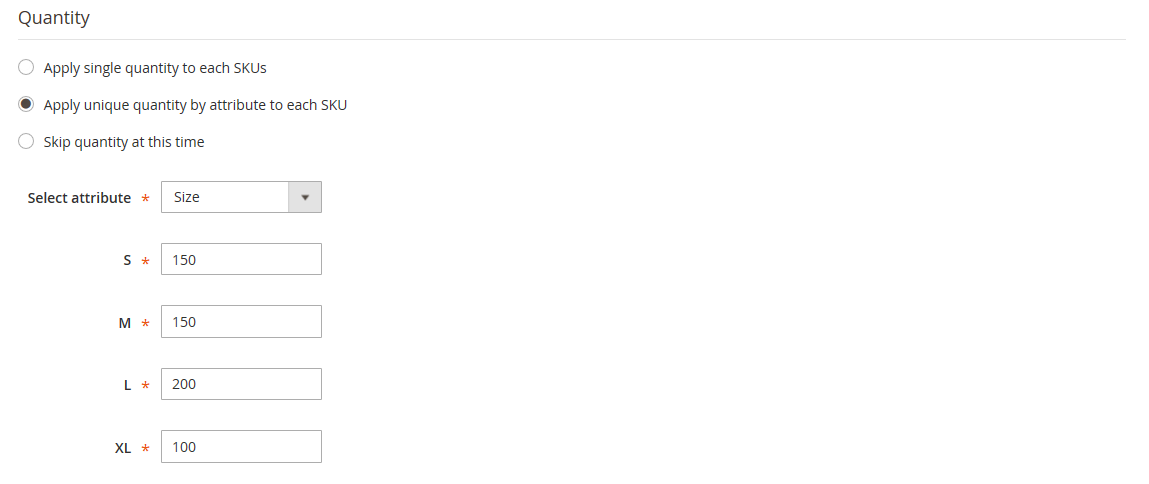 Quantity
Apply single quantity to each SKUs
Apply unique quantity by attribute to each SKU
Skip quantity at this time
Select attribute * Size
S * 150
M * 150
L * 200
XL * 100